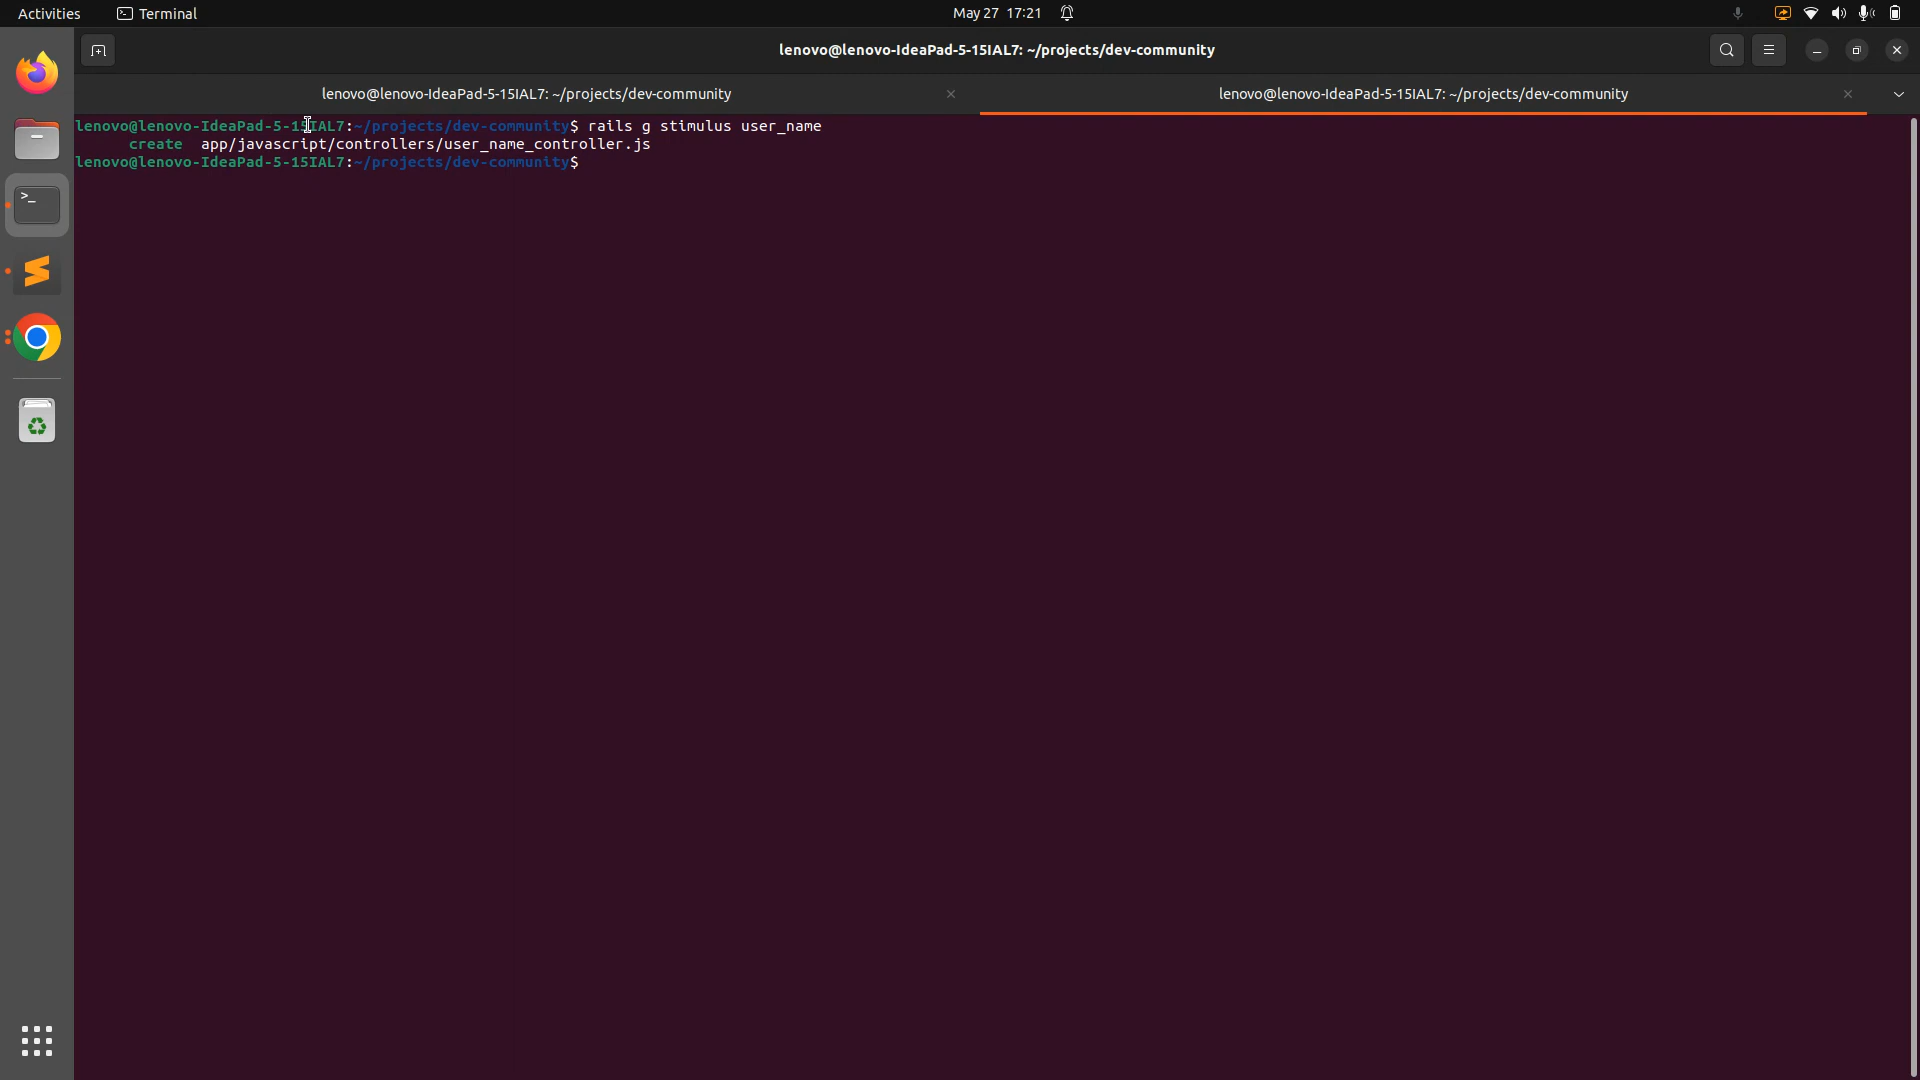 Activities Terminal May 27 17:21
lenovo@lenovo-IdeaPad-5-15IAL7: ~/projects/dev-community
lenovo@lenovo-IdeaPad-5-15IAL7: ~/projects/dev-community lenovo@lenovo-IdeaPad-5-15IAL7: ~/projects/dev-community
lenovo@lenovo-IdeaPad-5-15IAL7:~/projects/dev-community$ rails g stimulus user_name
create app/javascript/controllers/user_name_controller.js
lenovo@lenovo-IdeaPad-5-15IAL7:~/projects/dev-community$